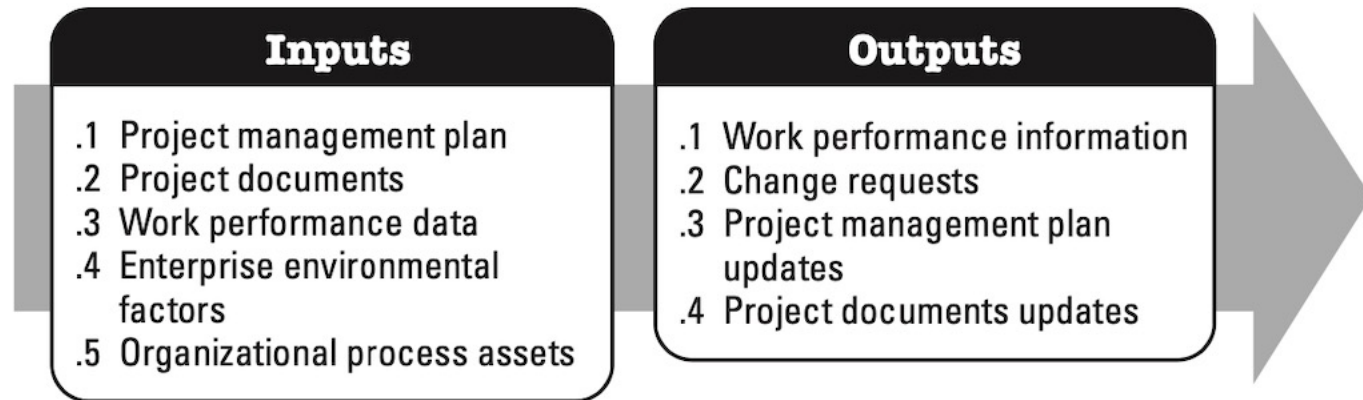 Inputs
.1 Project management plan
.2 Project documents
.3 Work performance data
.4 Enterprise environmental
factors
.5 Organizational process assets
Outputs
.1 Work performance information
.2 Change requests
.3 Project management plan
updates
.4 Project documents updates